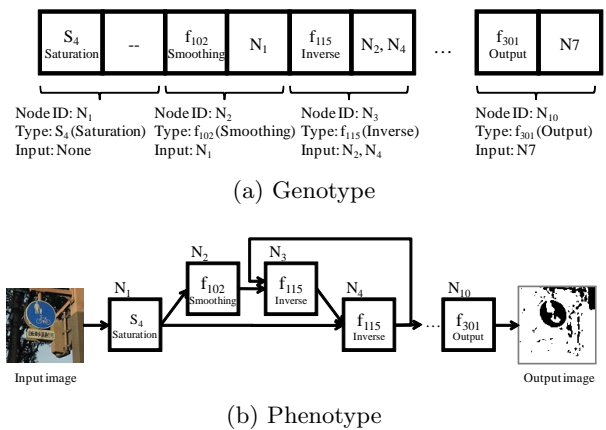 S4 -- f102 N1 f115 N2, N4 ... f301 N7
Saturation Smoothing Inverse Output
Node ID: N1 Node ID: N2 Node ID: N3 Node ID: N10
Type: S4 (Saturation) Type: f102 (Smoothing) Type: f115 (Inverse) Type: f301 (Output)
Input: None Input: N1 Input: N2, N4 Input: N7
(a) Genotype
N2 N3
f102 f115
Smoothing Inverse
N1 N4 N10
S4 f115 ... f301
Saturation Inverse Output
Input image Output image
(b) Phenotype